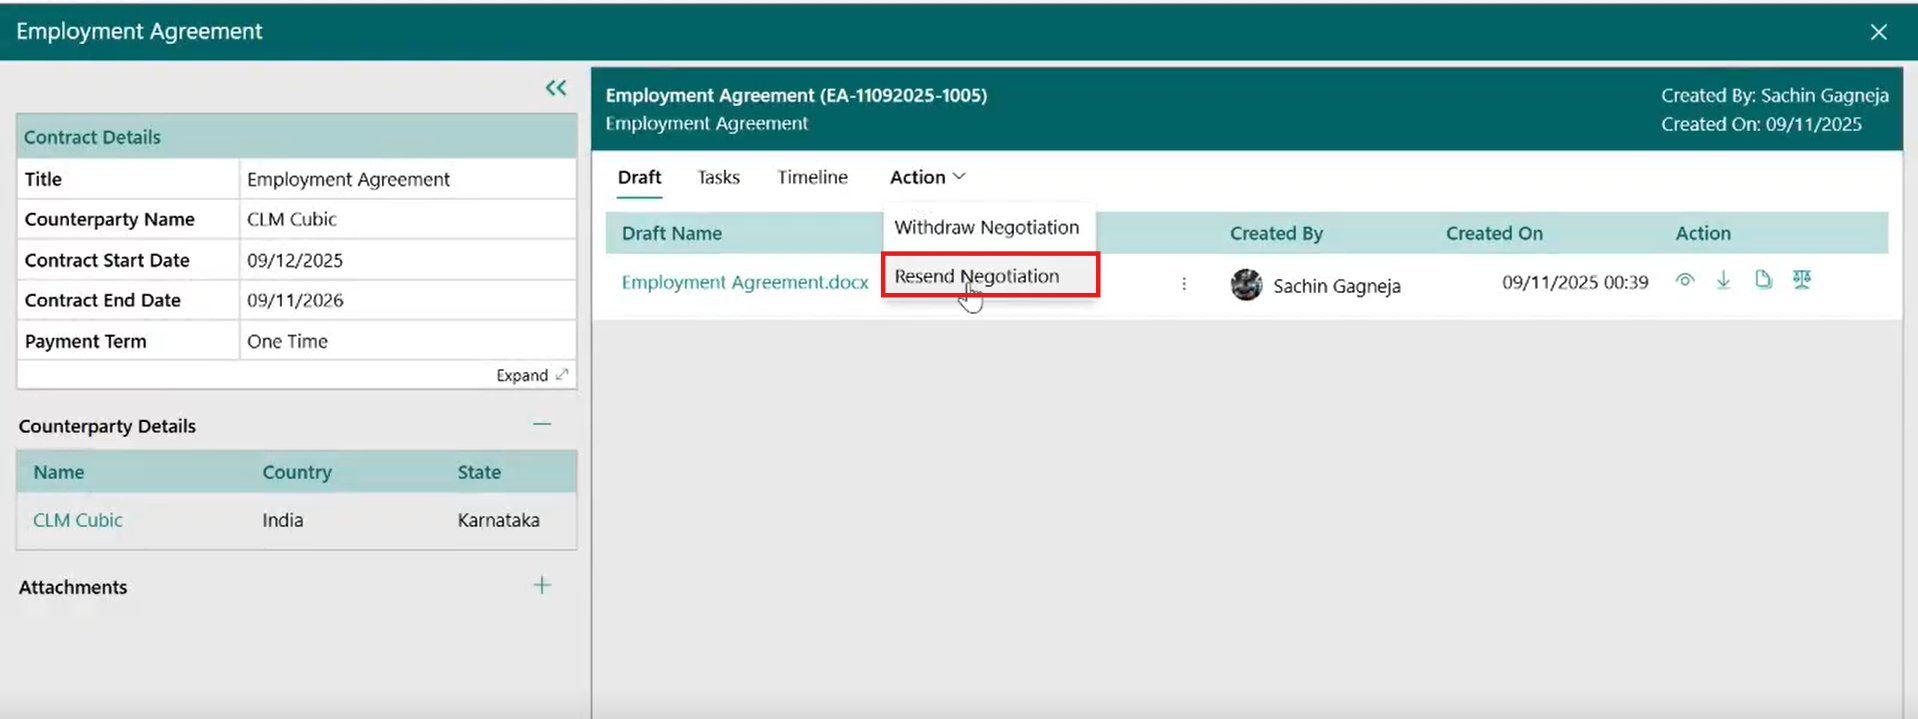 Employment Agreement
Contract Details
Title Employment Agreement
Counterparty Name CLM Cubic
Contract Start Date 09/12/2025
Contract End Date 09/11/2026
Payment Term One Time
Expand
Counterparty Details
Name Country State
CLM Cubic India Karnataka
Attachments
Employment Agreement (EA-11092025-1005)
Employment Agreement
Created By: Sachin Gagneja
Created On: 09/11/2025
Draft Tasks Timeline Action
Withdraw Negotiation
Resend Negotiation
Draft Name Created By Created On Action
Employment Agreement.docx Sachin Gagneja 09/11/2025 00:39